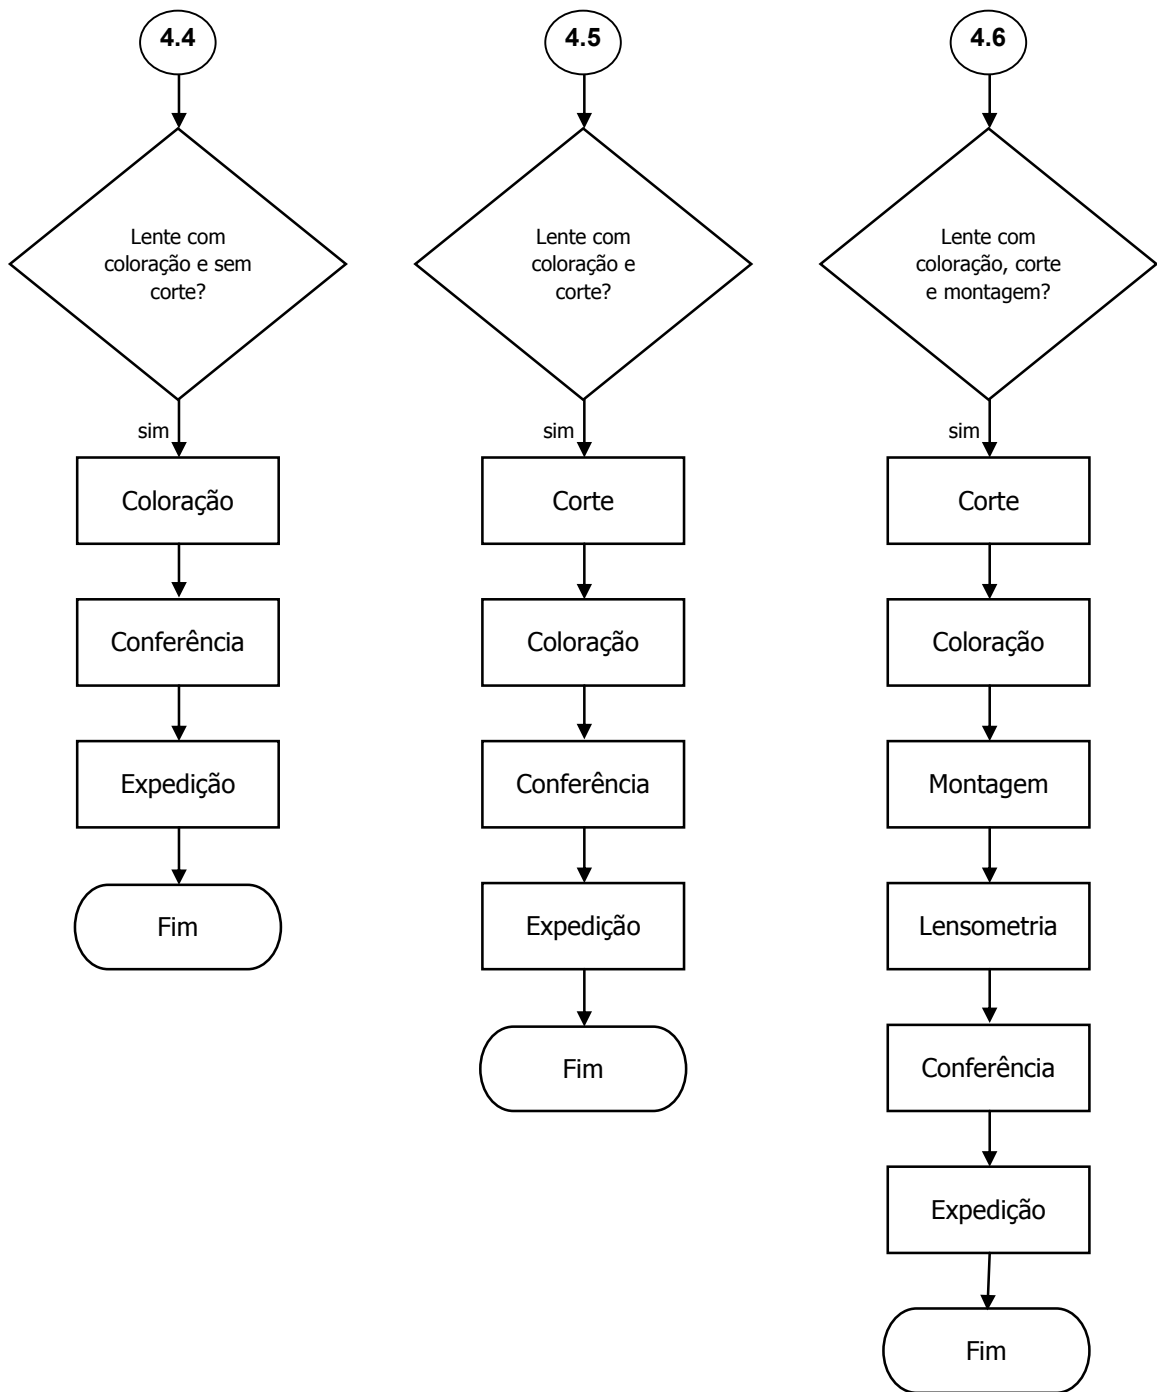 4.4
Lente com
coloração e sem
corte?
sim
Coloração
Conferência
Expedição
Fim
4.5
Lente com
coloração e
corte?
sim
Corte
Coloração
Conferência
Expedição
Fim
4.6
Lente com
coloração, corte
e montagem?
sim
Corte
Coloração
Montagem
Lensometria
Conferência
Expedição
Fim